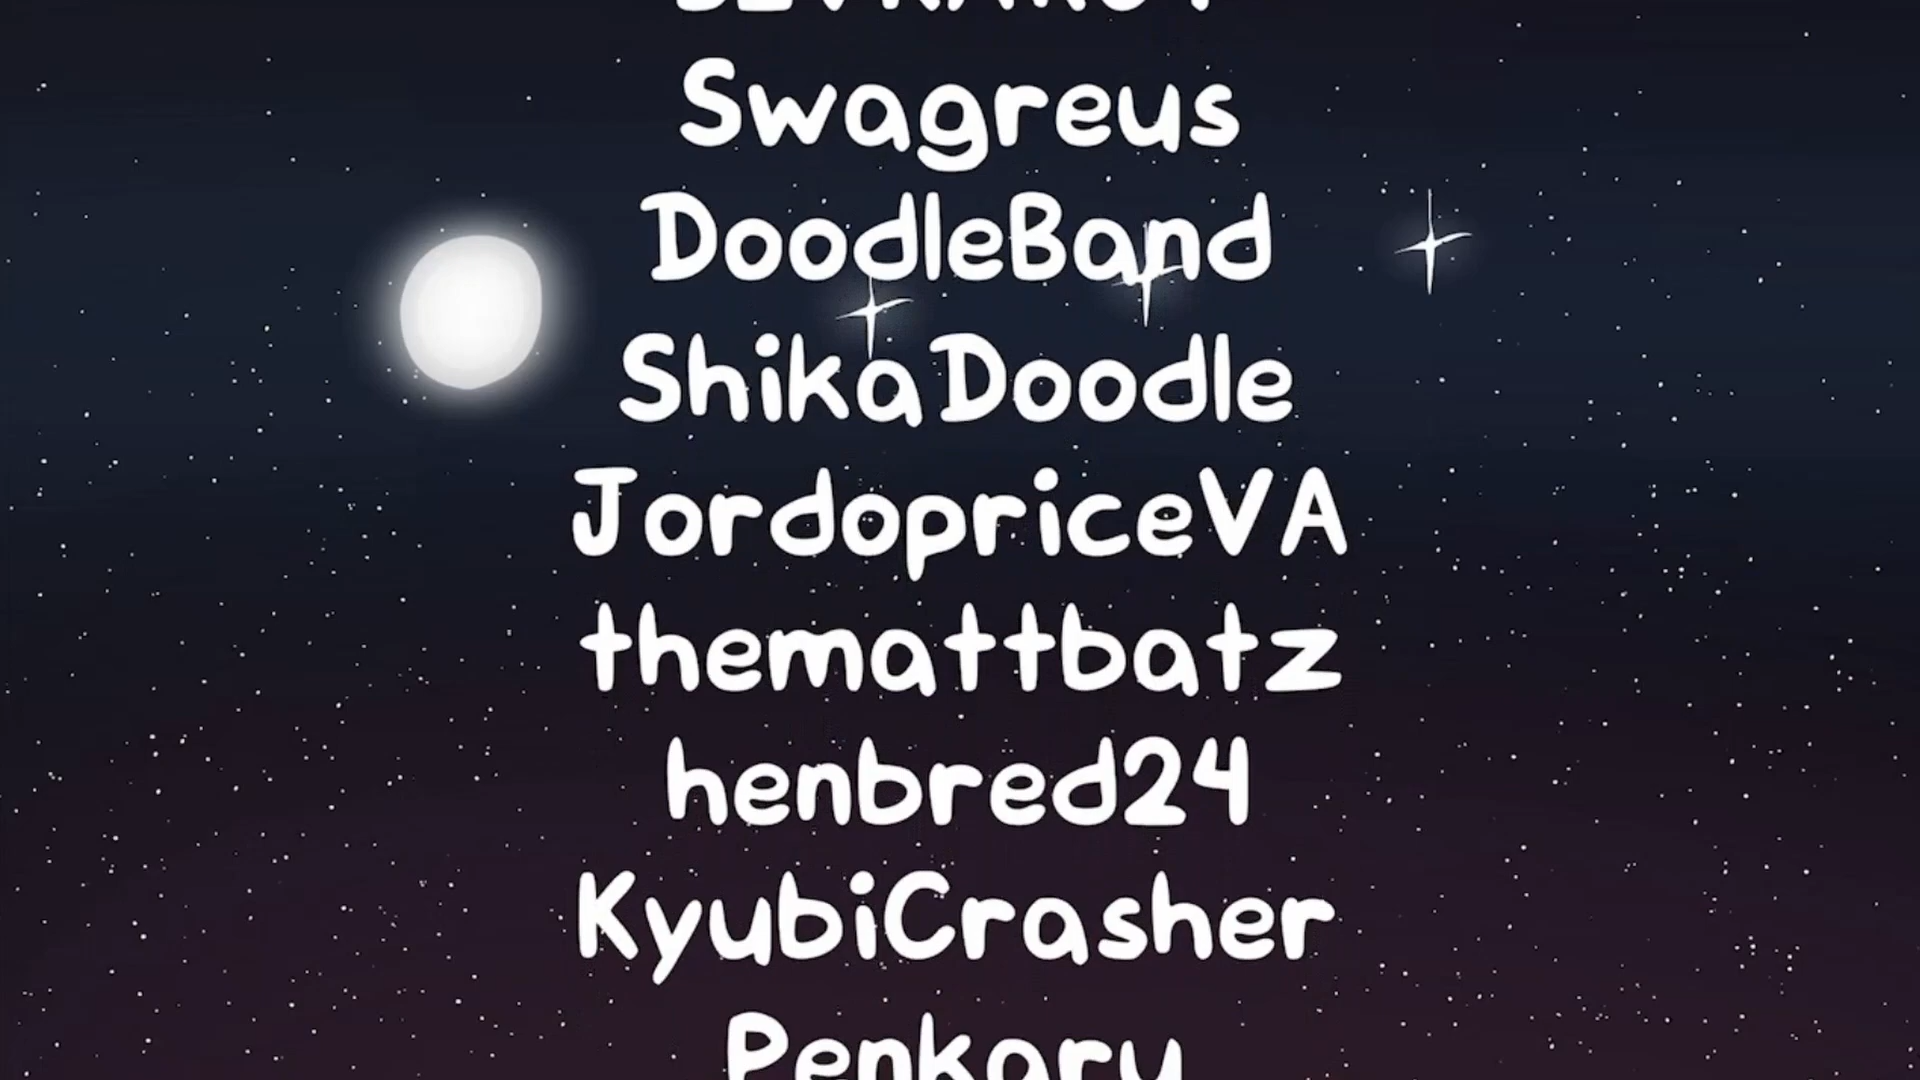 Swagreus
DoodleBand
ShikaDoodle
JordopriceVA
themattbatz
henbred24
KyubiCrasher